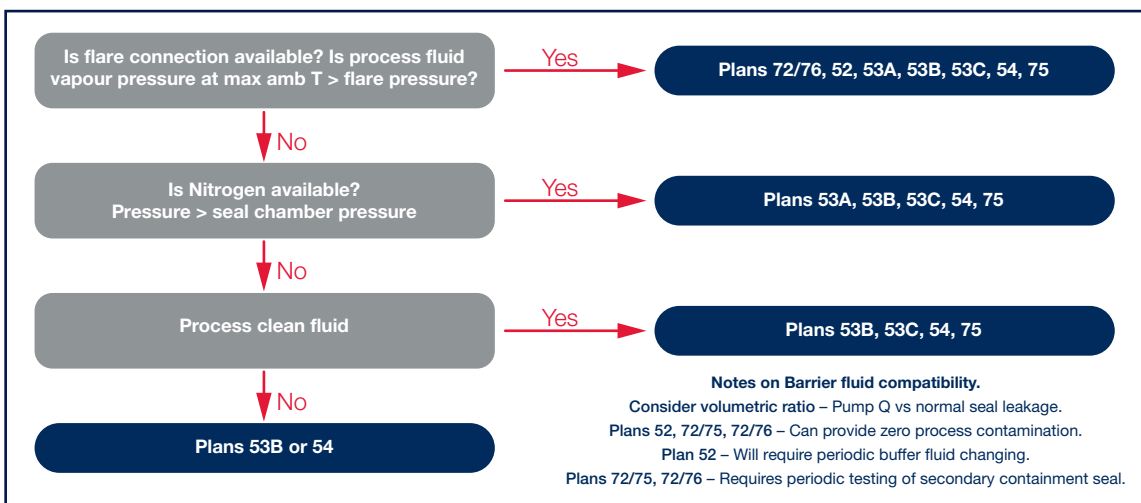 Is flare connection available? Is process fluid
vapour pressure at max amb T > flare pressure?
Yes
Plans 72/76, 52, 53A, 53B, 53C, 54, 75
No
Is Nitrogen available?
Pressure > seal chamber pressure
Yes
Plans 53A, 53B, 53C, 54, 75
No
Process clean fluid
Yes
Plans 53B, 53C, 54, 75
No
Plans 53B or 54
Notes on Barrier fluid compatibility.
Consider volumetric ratio – Pump Q vs normal seal leakage.
Plans 52, 72/75, 72/76 – Can provide zero process contamination.
Plan 52 – Will require periodic buffer fluid changing.
Plans 72/75, 72/76 – Requires periodic testing of secondary containment seal.